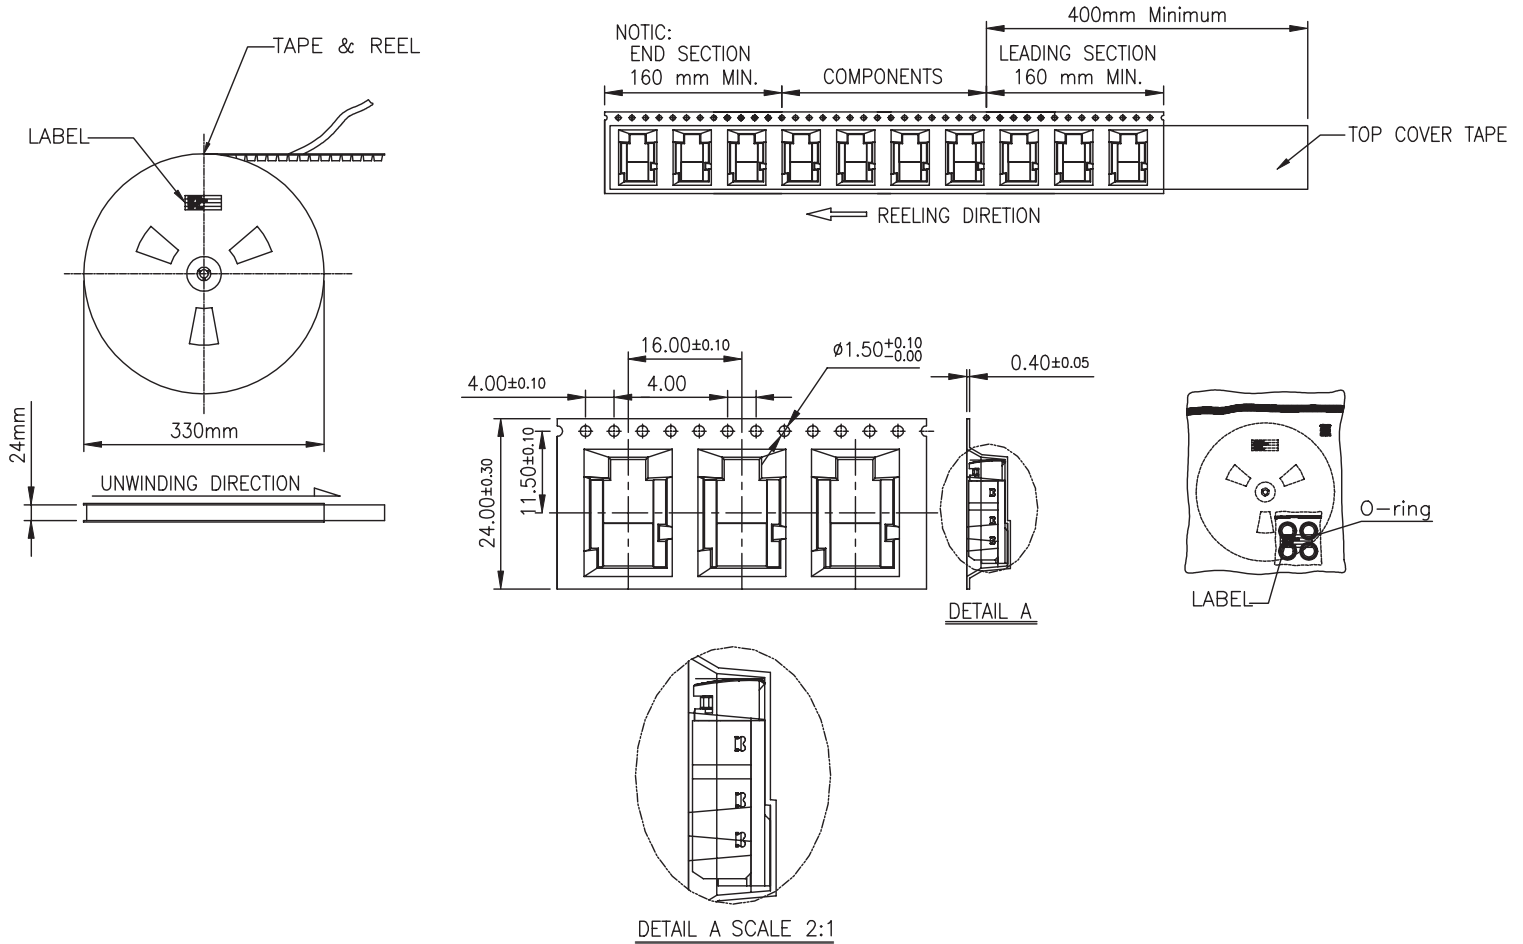 TAPE & REEL
LABEL
330mm
24mm
UNWINDING DIRECTION
400mm Minimum
NOTIC:
END SECTION
160 mm MIN.
COMPONENTS
LEADING SECTION
160 mm MIN.
TOP COVER TAPE
REELING DIRETION
16.00±0.10
ø1.50+0.10
-0.00
4.00±0.10
4.00
0.40±0.05
24.00±0.30
11.50±0.10
DETAIL A
O-ring
LABEL
DETAIL A SCALE 2:1